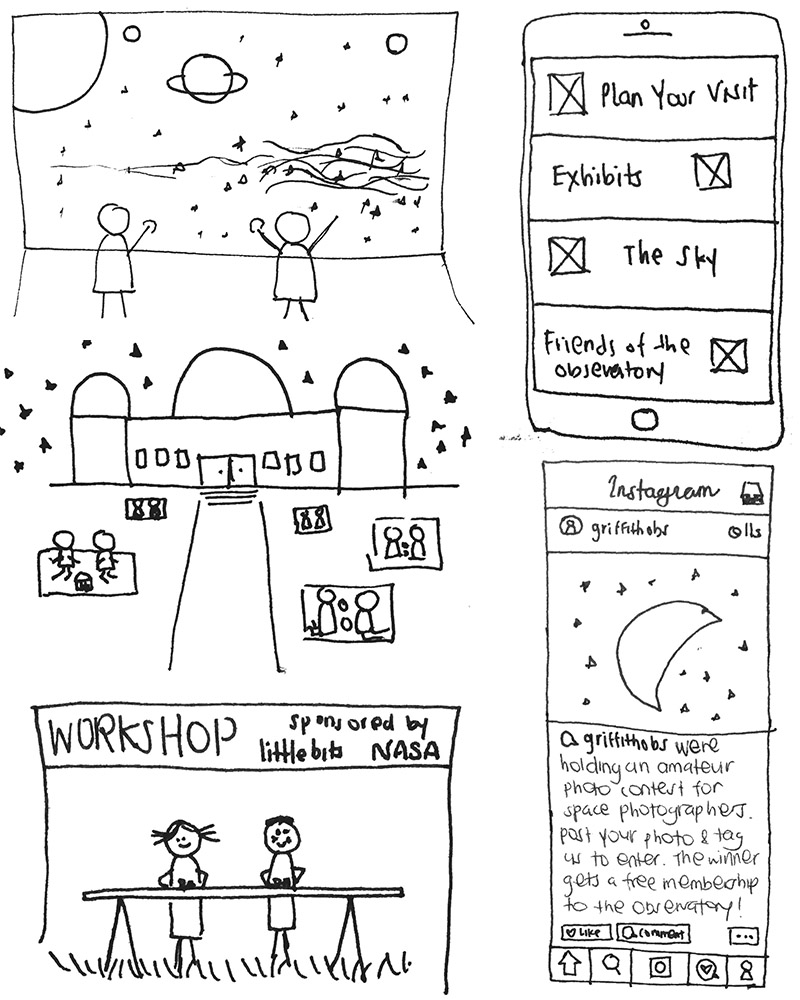 Plan Your Visit
Exhibits
The Sky
Friends of the
observatory
Instagram
griffithobs
11s
griffithobs were
holding an amateur
photo contest for
space photographers.
post your photo & tag
us to enter. The winner
gets a free membership
to the observatory!
Like
comment
...
WORKSHOP
sponsored by
littlebits NASA